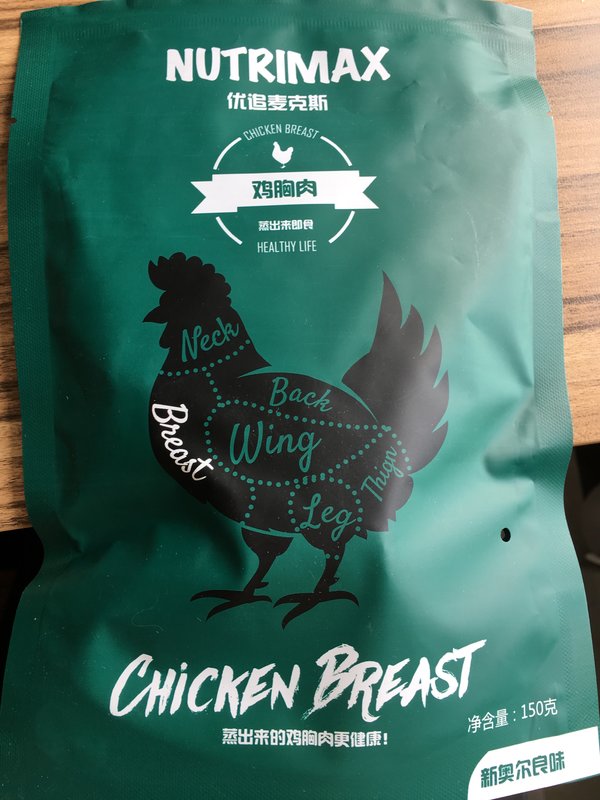 NUTRIMAX
优追麦克斯
CHICKEN BREAST
鸡胸肉
蒸出来即食
HEALTHY LIFE
Neck
Back
Breast
Wing
Thign
Leg
CHiCKEN BREAST
净含量：150克
蒸出来的鸡胸肉更健康！
新奥尔良味